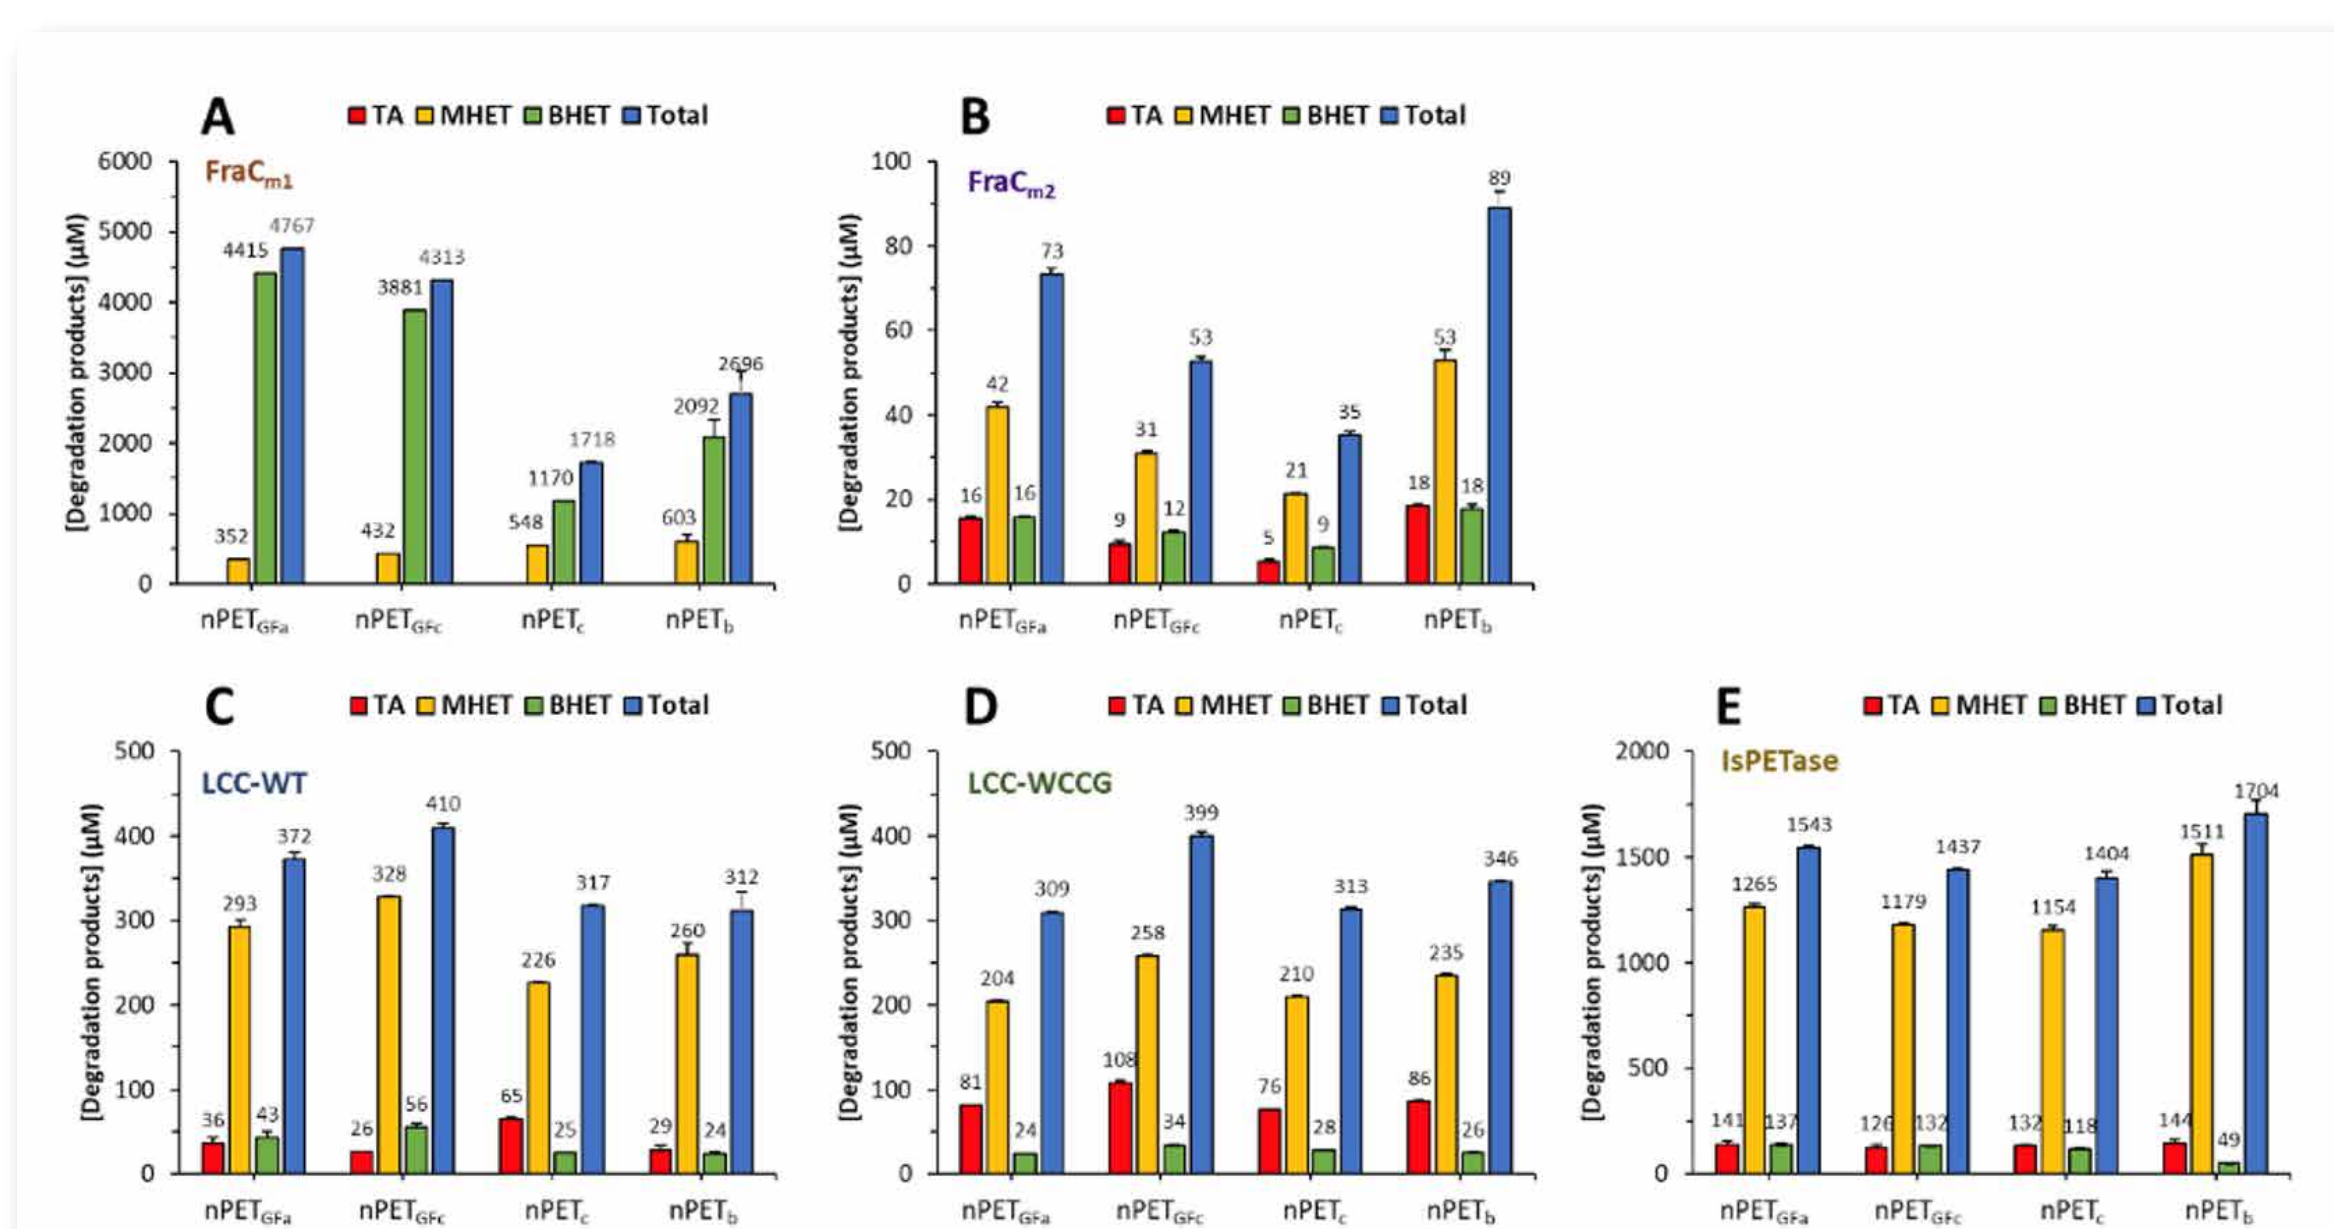 A
TA MHET BHET Total
FraCm1
[Degradation products] (µM)
6000
5000
4000
3000
2000
1000
0
352 4415 4767
432 3881 4313
548 1170 1718
603 2092 2696
nPETGFa nPETGFc nPETc nPETb
B
TA MHET BHET Total
FraCm2
[Degradation products] (µM)
100
80
60
40
20
0
16 42 16 73
9 31 12 53
5 21 9 35
18 53 18 89
nPETGFa nPETGFc nPETc nPETb
C
TA MHET BHET Total
LCC-WT
[Degradation products] (µM)
500
400
300
200
100
0
36 293 43 372
26 328 56 410
65 226 25 317
29 260 24 312
nPETGFa nPETGFc nPETc nPETb
D
TA MHET BHET Total
LCC-WCCG
[Degradation products] (µM)
500
400
300
200
100
0
81 204 24 309
108 258 34 399
76 210 28 313
86 235 26 346
nPETGFa nPETGFc nPETc nPETb
E
TA MHET BHET Total
IsPETase
[Degradation products] (µM)
2000
1500
1000
500
0
141 1265 137 1543
126 1179 132 1437
132 1154 118 1404
144 1511 49 1704
nPETGFa nPETGFc nPETc nPETb